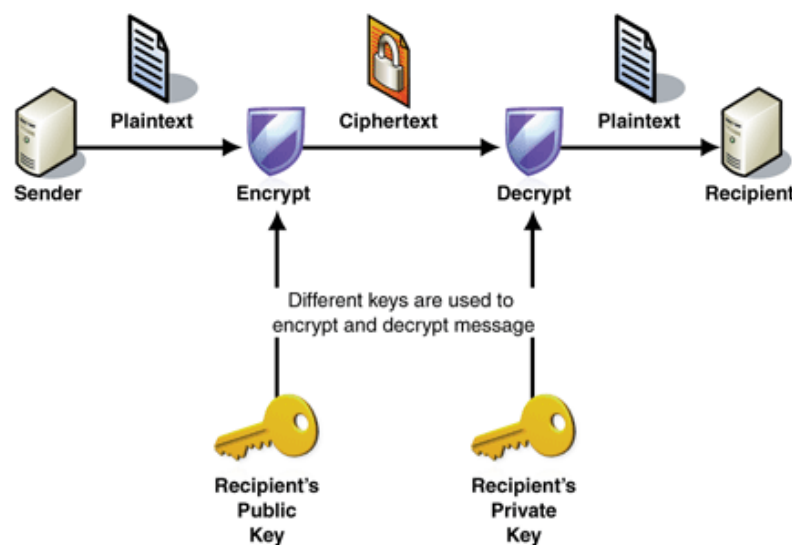 Plaintext
Ciphertext
Plaintext
Sender
Encrypt
Decrypt
Recipient
Different keys are used to
encrypt and decrypt message
Recipient's
Public
Key
Recipient's
Private
Key